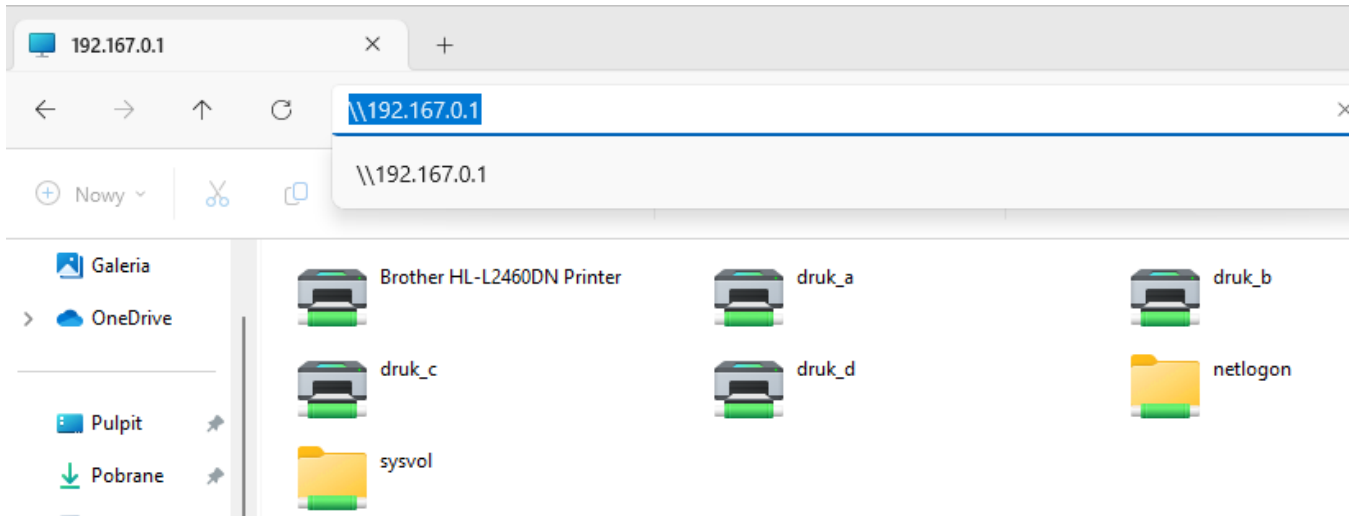 192.167.0.1
\\192.167.0.1
\\192.167.0.1
Nowy
Galeria
OneDrive
Pulpit
Pobrane
Brother HL-L2460DN Printer
druk_a
druk_b
druk_c
druk_d
netlogon
sysvol